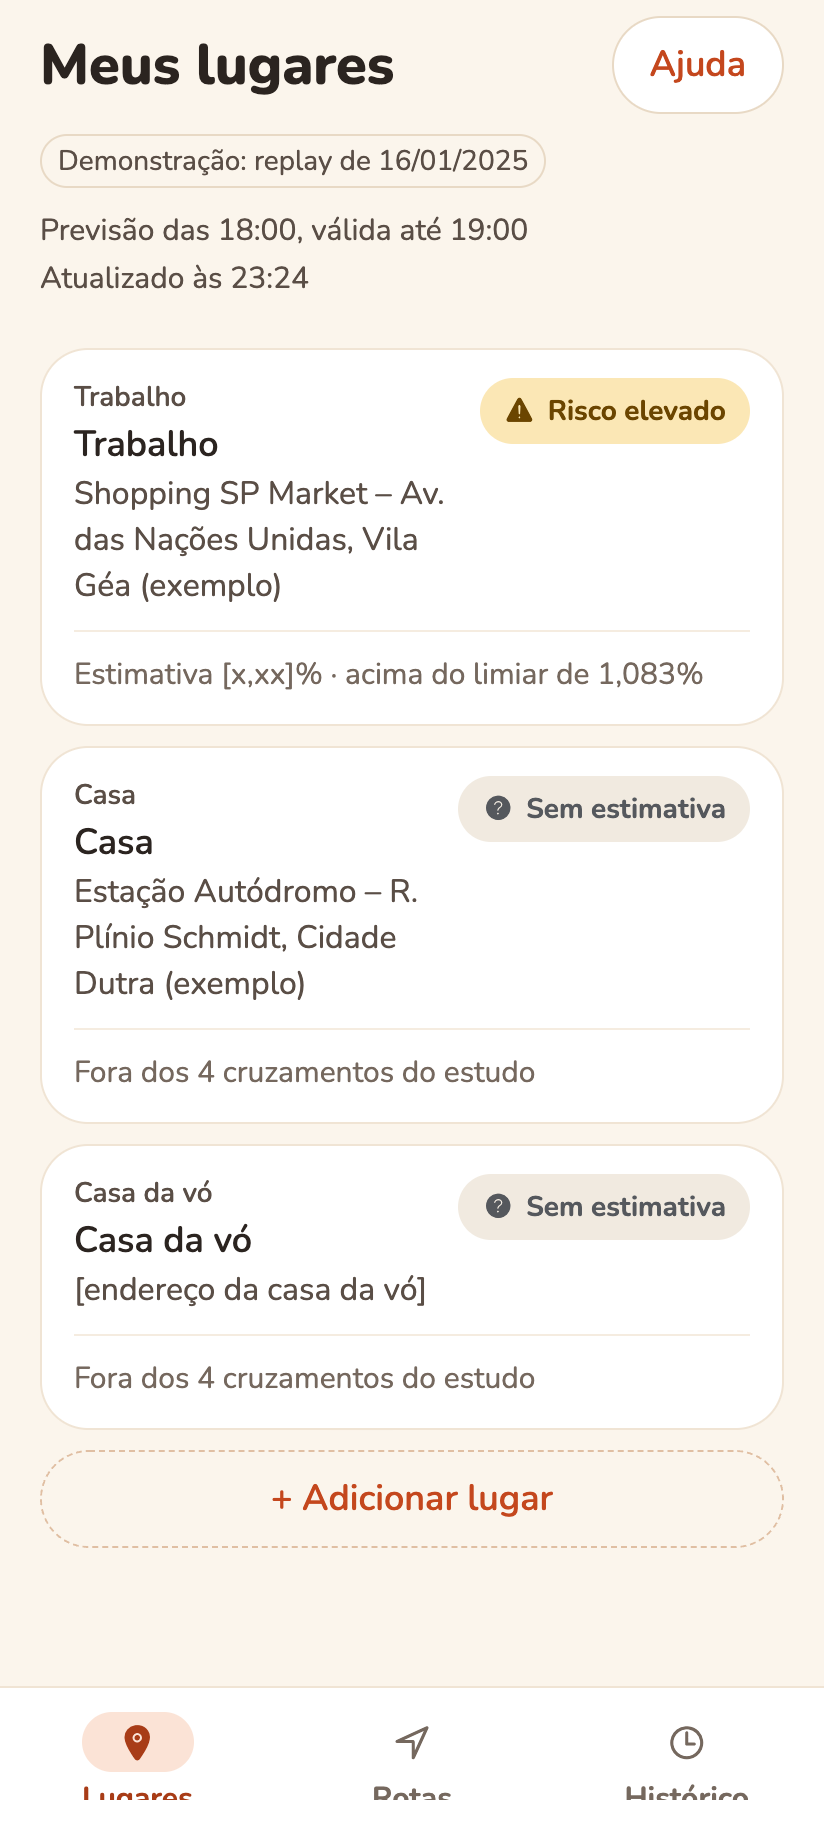 Meus lugares
Ajuda
Demonstração: replay de 16/01/2025
Previsão das 18:00, válida até 19:00
Atualizado às 23:24
Trabalho
Risco elevado
Trabalho
Shopping SP Market – Av.
das Nações Unidas, Vila
Géa (exemplo)
Estimativa [x,xx]% · acima do limiar de 1,083%
Casa
Sem estimativa
Casa
Estação Autódromo – R.
Plínio Schmidt, Cidade
Dutra (exemplo)
Fora dos 4 cruzamentos do estudo
Casa da vó
Sem estimativa
Casa da vó
[endereço da casa da vó]
Fora dos 4 cruzamentos do estudo
+ Adicionar lugar
Lugares
Rotas
Histórico